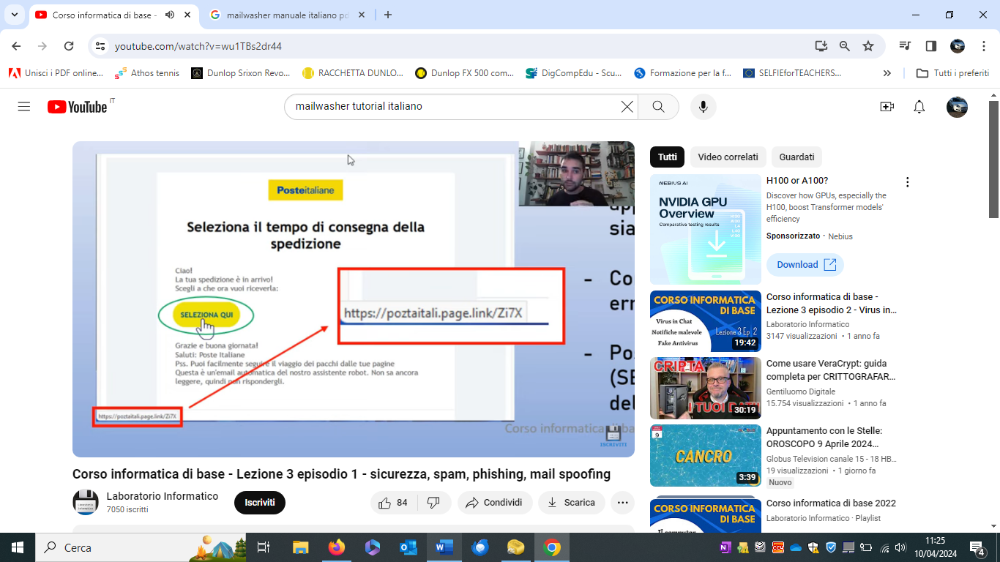 Corso informatica di base -
mailwasher manuale italiano pd
youtube.com/watch?v=wu1TBs2dr44
Unisci i PDF online...
Athos tennis
Dunlop Srixon Revo...
RACCHETTA DUNLO...
Dunlop FX 500 com...
DigCompEdu - Scu...
Formazione per la f...
SELFIEforTEACHERS...
Tutti i preferiti
YouTube IT
mailwasher tutorial italiano
Posteitaliane
Seleziona il tempo di consegna della
spedizione
Ciao!
La tua spedizione è in arrivo!
Scegli a che ora vuoi riceverla:
SELEZIONA QUI
https://poztaitali.page.link/Zi7X
Grazie e buona giornata!
Saluti: Poste Italiane
Pss. Puoi facilmente seguire il viaggio dei pacchi dalle tue pagine
Questa è un'email automatica del nostro assistente robot. Non sa ancora
leggere, quindi non rispondergli.
https://poztaitali.page.link/Zi7X
sia
- Co
err
- Po
(SE
del
Corso informatica di ba
ISCRIVITI
Corso informatica di base - Lezione 3 episodio 1 - sicurezza, spam, phishing, mail spoofing
Laboratorio Informatico
7050 iscritti
Iscriviti
84
Condividi
Scarica
Tutti
Video correlati
Guardati
NEBIUS AI
NVIDIA GPU
Overview
Comparative testing results
H100 or A100?
Discover how GPUs, especially the
H100, boost Transformer models'
efficiency
Sponsorizzato · Nebius
Download
CORSO INFORMATICA
DI BASE
Virus in Chat
Notifiche malevole
Fake Antivirus
Lezione 3 Ep 2
19:42
Corso informatica di base -
Lezione 3 episodio 2 - Virus in...
Laboratorio Informatico
3147 visualizzazioni • 1 anno fa
CRIPTA
I TUOI DATI
30:19
Come usare VeraCrypt: guida
completa per CRITTOGRAFAR...
Gentiluomo Digitale
15.754 visualizzazioni • 1 anno fa
9
CANCRO
3:39
Appuntamento con le Stelle:
OROSCOPO 9 Aprile 2024...
Globus Television canale 15 - 18 HB...
19 visualizzazioni • 1 giorno fa
Nuovo
CORSO INFORMATICA
DI BASE
Il computer
Corso informatica di base 2022
Laboratorio Informatico · Playlist
Cerca
11:25
10/04/2024
4